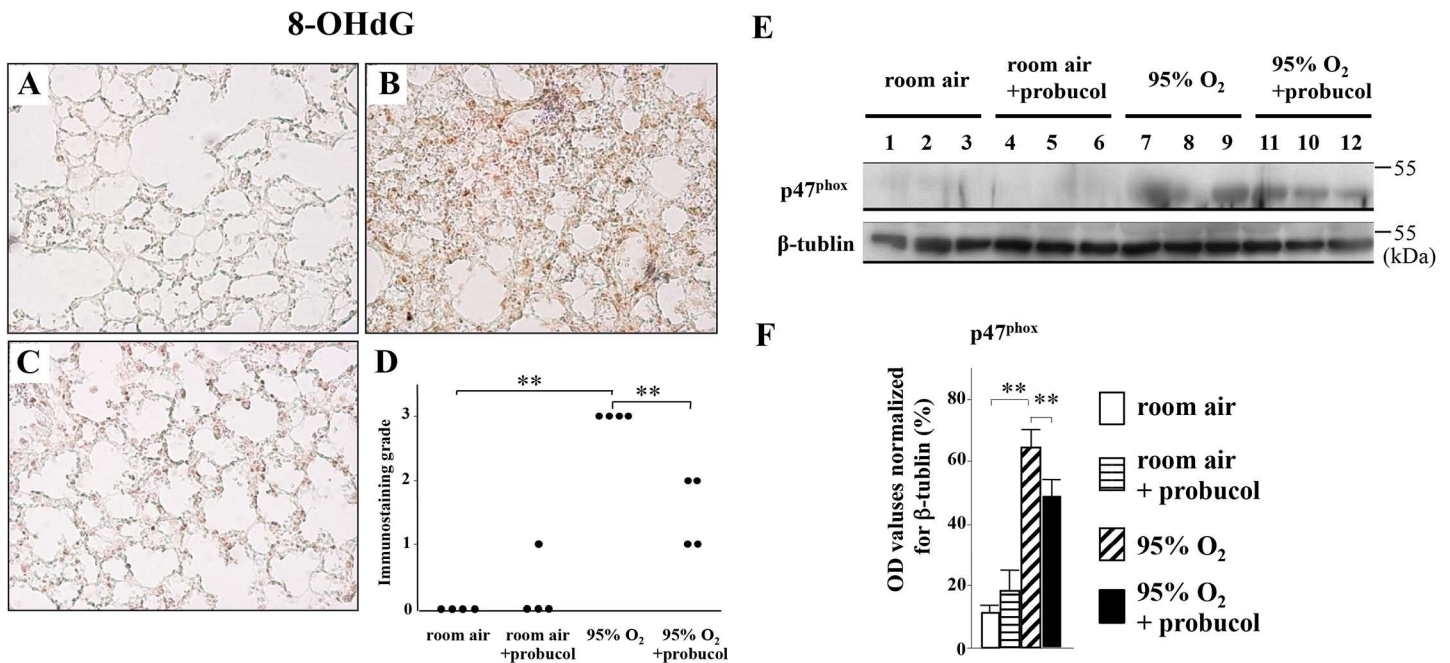 8-OHdG
A
B
C
D
Immunostaining grade
3
2
1
0
**
**
room air
room air
+probucol
95% O2
95% O2
+probucol
E
room air
room air
+probucol
95% O2
95% O2
+probucol
1 2 3 4 5 6 7 8 9 11 10 12
p47phox
55
β-tublin
55
(kDa)
F
p47phox
OD valuses normalized
for β-tublin (%)
80
60
40
20
0
**
**
room air
room air
+ probucol
95% O2
95% O2
+ probucol